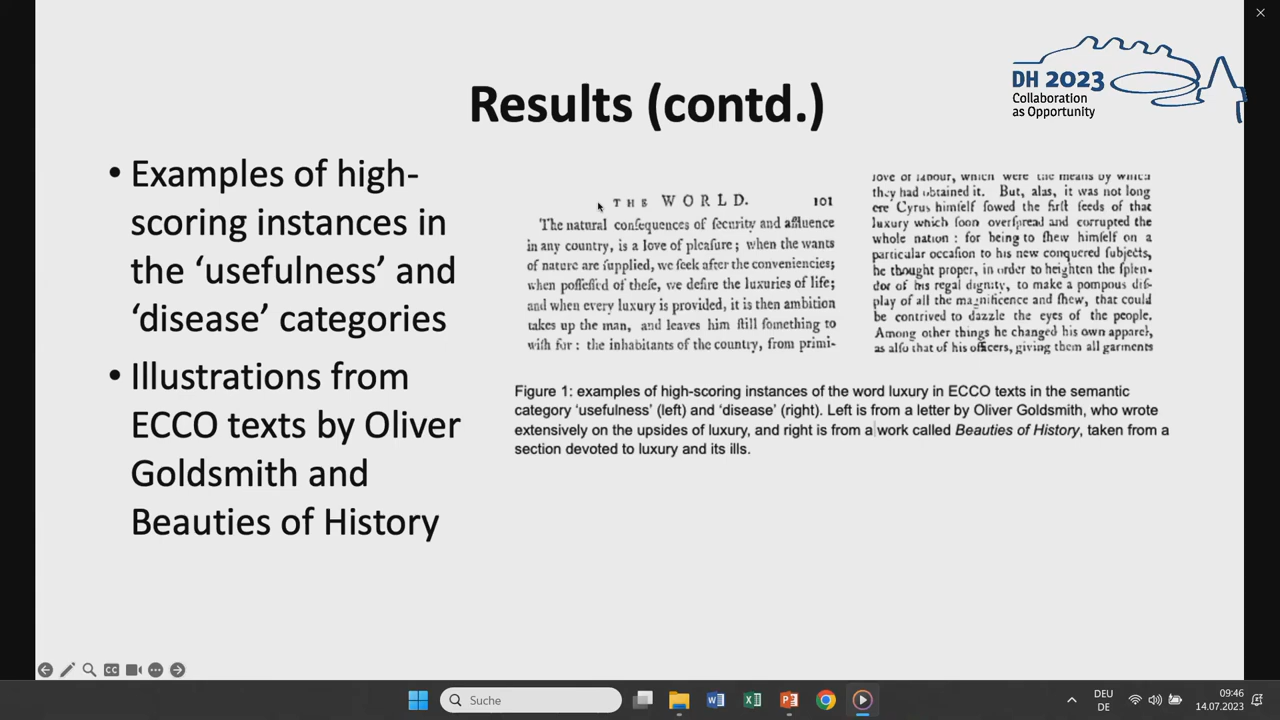 DH 2023
Collaboration
as Opportunity
Results (contd.)
• Examples of high-
scoring instances in
the ‘usefulness’ and
‘disease’ categories
• Illustrations from
ECCO texts by Oliver
Goldsmith and
Beauties of History
THE WORLD. 101
The natural conſequences of ſecurity and affluence
in any country, is a love of pleaſure; when the wants
of nature are ſupplied, we ſeek after the conveniencies;
when poſſeſſed of theſe, we deſire the luxuries of life;
and when every luxury is provided, it is then ambition
takes up the man, and leaves him ſtill ſomething to
wiſh for: the inhabitants of the country, from primi-
love of labour, which were the means by which
they had obtained it. But, alas, it was not long
ere Cyrus himſelf ſowed the firſt ſeeds of that
luxury which ſoon overſpread and corrupted the
whole nation: for being to ſhew himſelf on a
particular occaſion to his new conquered ſubjects,
he thought proper, in order to heighten the ſplen-
dor of his regal dignity, to make a pompous diſ-
play of all the magnificence and ſhew, that could
be contrived to dazzle the eyes of the people.
Among other things he changed his own apparel,
as alſo that of his officers, giving them all garments
Figure 1: examples of high-scoring instances of the word luxury in ECCO texts in the semantic
category ‘usefulness’ (left) and ‘disease’ (right). Left is from a letter by Oliver Goldsmith, who wrote
extensively on the upsides of luxury, and right is from a work called Beauties of History, taken from a
section devoted to luxury and its ills.
CC
Suche
DEU
DE
09:46
14.07.2023